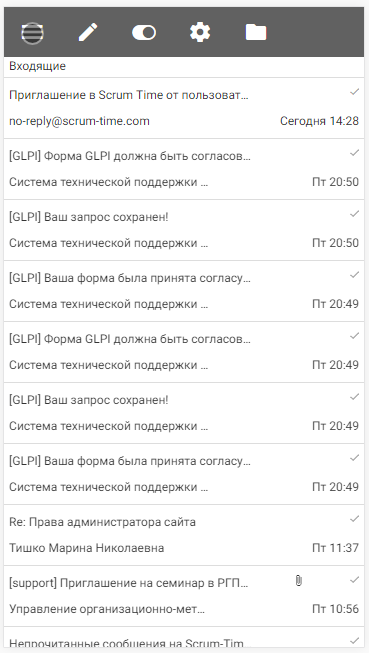 Входящие
Приглашение в Scrum Time от пользоват...
no-reply@scrum-time.com Сегодня 14:28
[GLPI] Форма GLPI должна быть согласов...
Система технической поддержки ... Пт 20:50
[GLPI] Ваш запрос сохранен!
Система технической поддержки ... Пт 20:50
[GLPI] Ваша форма была принята согласу...
Система технической поддержки ... Пт 20:49
[GLPI] Форма GLPI должна быть согласов...
Система технической поддержки ... Пт 20:49
[GLPI] Ваш запрос сохранен!
Система технической поддержки ... Пт 20:49
[GLPI] Ваша форма была принята согласу...
Система технической поддержки ... Пт 20:49
Re: Права администратора сайта
Тишко Марина Николаевна Пт 11:37
[support] Приглашение на семинар в РГП...
Управление организационно-мет... Пт 10:56
Непрочитанные сообщения на Scrum-Tim...